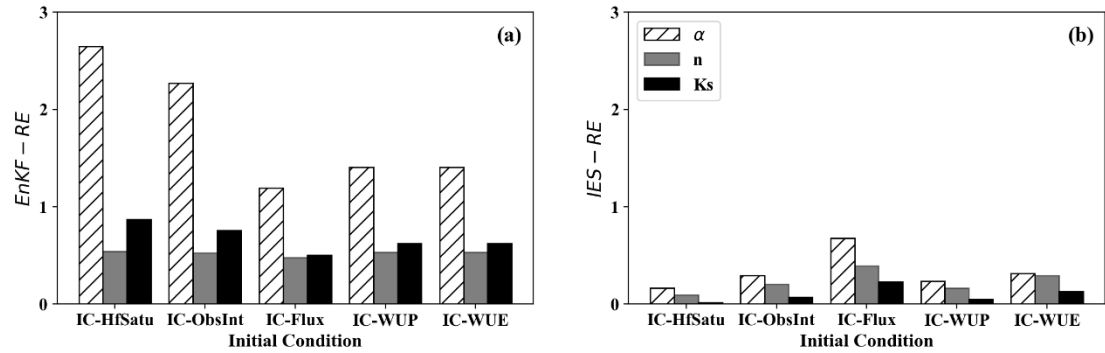 (a)
EnKF − RE
3
2
1
0
IC-HfSatu IC-ObsInt IC-Flux IC-WUP IC-WUE
Initial Condition
(b)
α
n
Ks
IES − RE
3
2
1
0
IC-HfSatu IC-ObsInt IC-Flux IC-WUP IC-WUE
Initial Condition